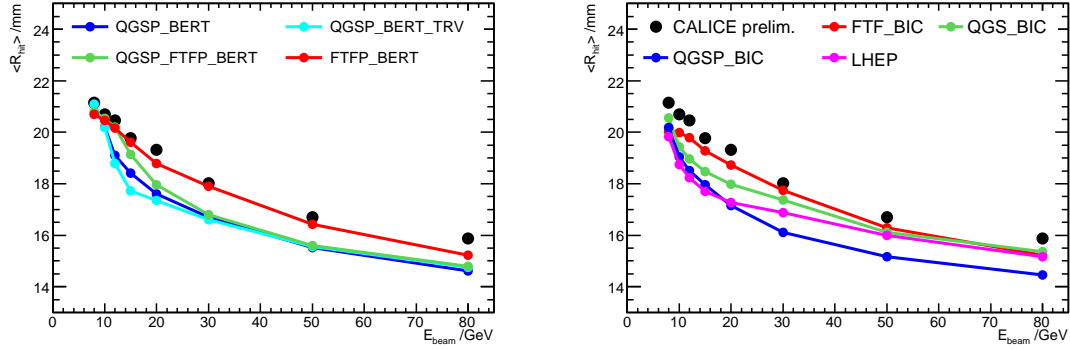 <R_hit> /mm
24
22
20
18
16
14
QGSP_BERT QGSP_BERT_TRV
QGSP_FTFP_BERT FTFP_BERT
0 10 20 30 40 50 60 70 80
E_beam /GeV
<R_hit> /mm
24
22
20
18
16
14
CALICE prelim. FTF_BIC QGS_BIC
QGSP_BIC LHEP
0 10 20 30 40 50 60 70 80
E_beam /GeV